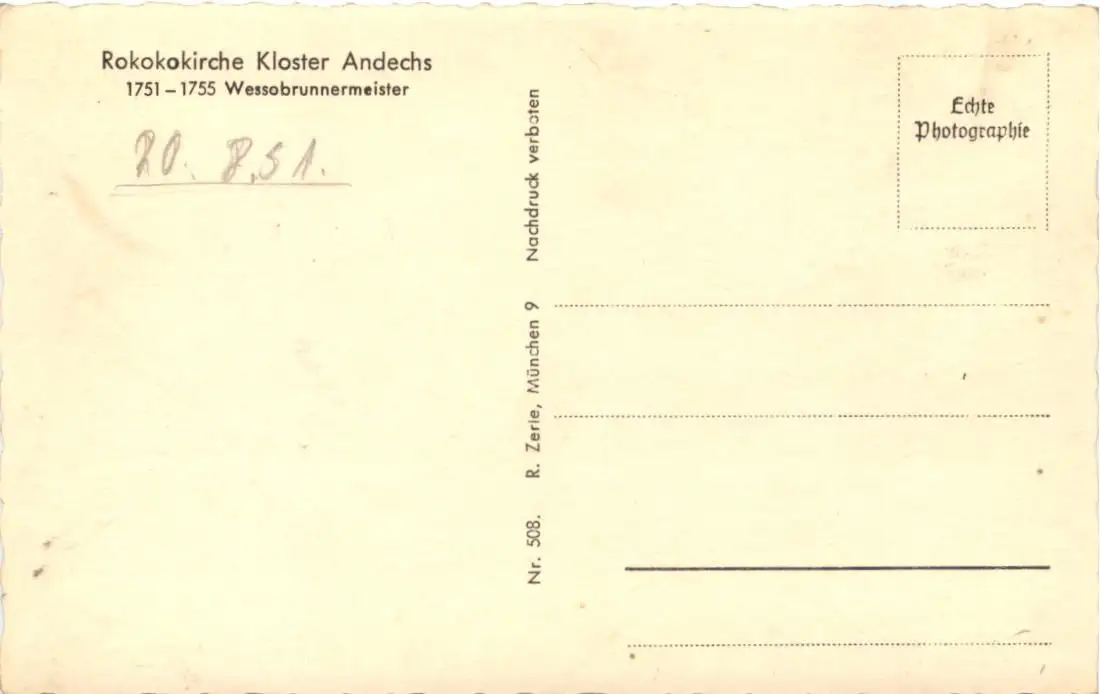 Rokokokirche Kloster Andechs
1751 – 1755 Wessobrunnermeister
20. 8.51.
Nr. 508. R. Zerle, München 9 Nachdruck verboten
Echte
Photographie